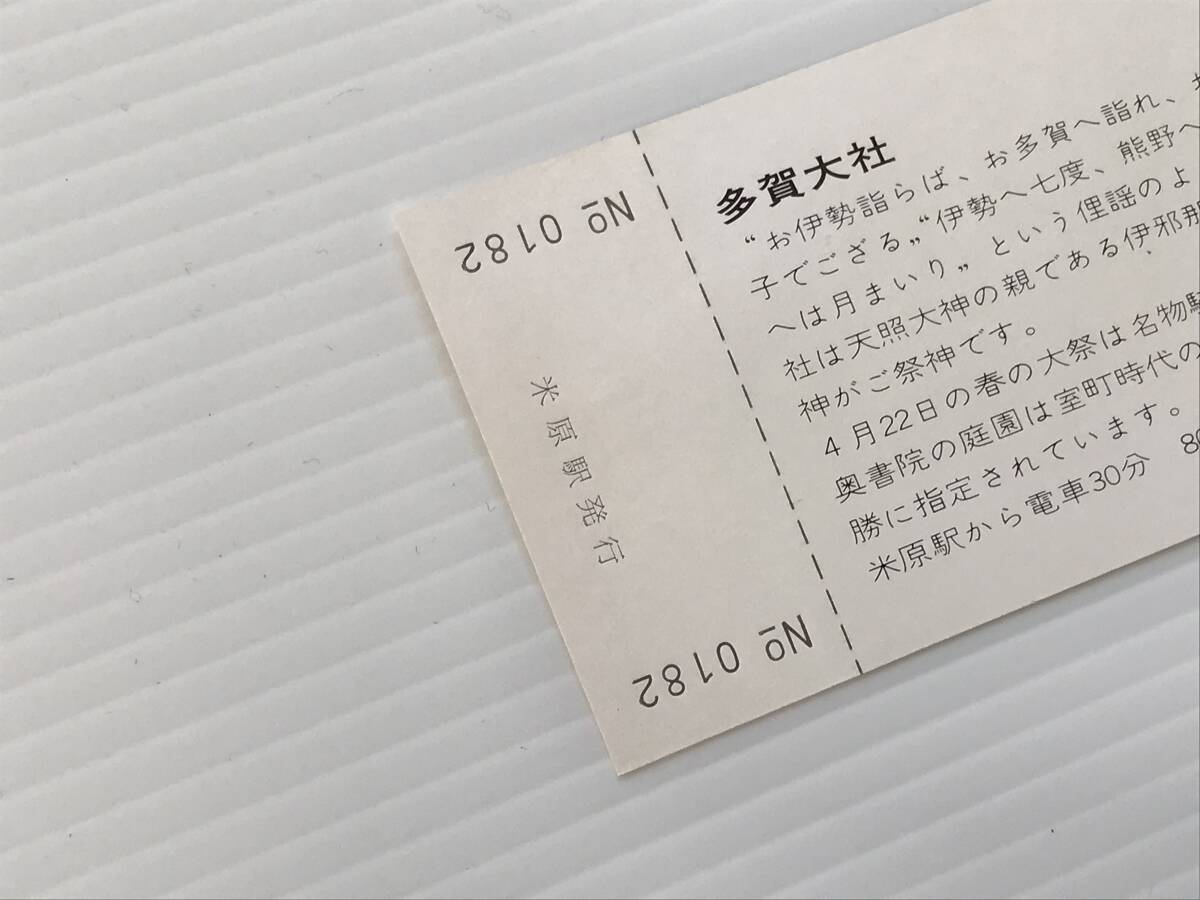 多賀大社
“お伊勢詣らば、お多賀へ詣れ、お
子でござる„“伊勢へ七度、熊野へ
へは月まいり„という俚謡のよ
社は天照大神の親である伊邪那
神がご祭神です。
4月22日の春の大祭は名物
奥書院の庭園は室町時代の
勝に指定されています。
米原駅から電車30分 80
No 0182
米原駅発行
No 0182